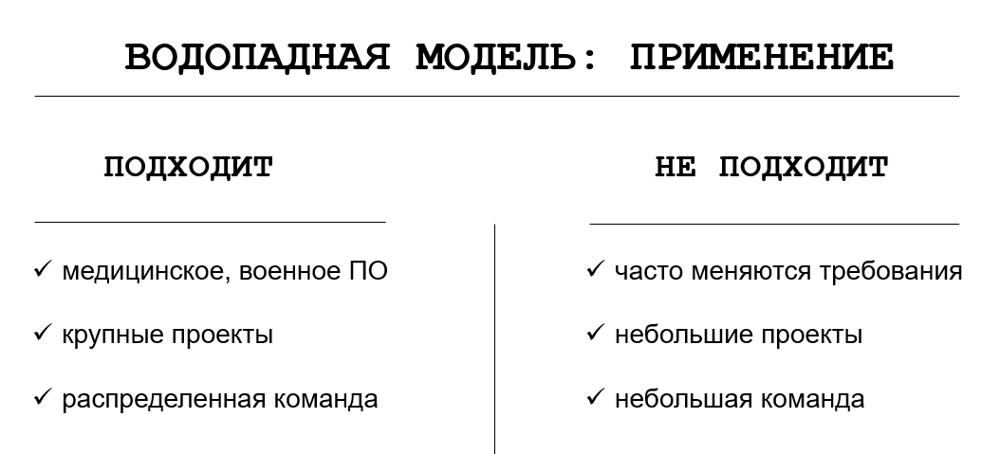 ВОДОПАДНАЯ МОДЕЛЬ: ПРИМЕНЕНИЕ
ПОДХОДИТ
✓ медицинское, военное ПО
✓ крупные проекты
✓ распределенная команда
НЕ ПОДХОДИТ
✓ часто меняются требования
✓ небольшие проекты
✓ небольшая команда